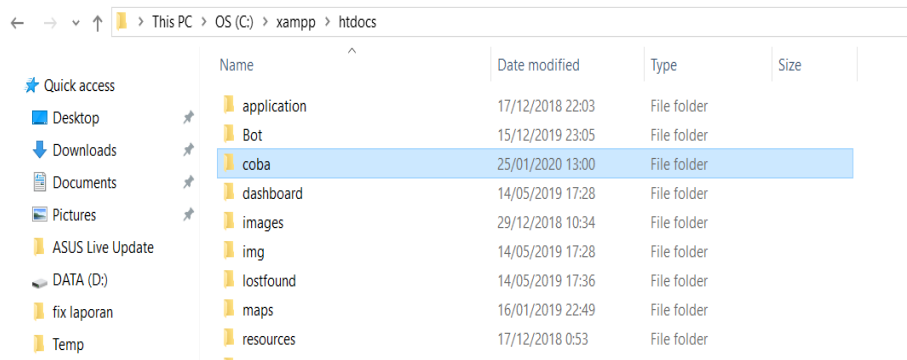 This PC > OS (C:) > xampp > htdocs
Name Date modified Type Size
Quick access
Desktop
Downloads
Documents
Pictures
ASUS Live Update
DATA (D:)
fix laporan
Temp
application 17/12/2018 22:03 File folder
Bot 15/12/2019 23:05 File folder
coba 25/01/2020 13:00 File folder
dashboard 14/05/2019 17:28 File folder
images 29/12/2018 10:34 File folder
img 14/05/2019 17:28 File folder
lostfound 14/05/2019 17:36 File folder
maps 16/01/2019 22:49 File folder
resources 17/12/2018 0:53 File folder